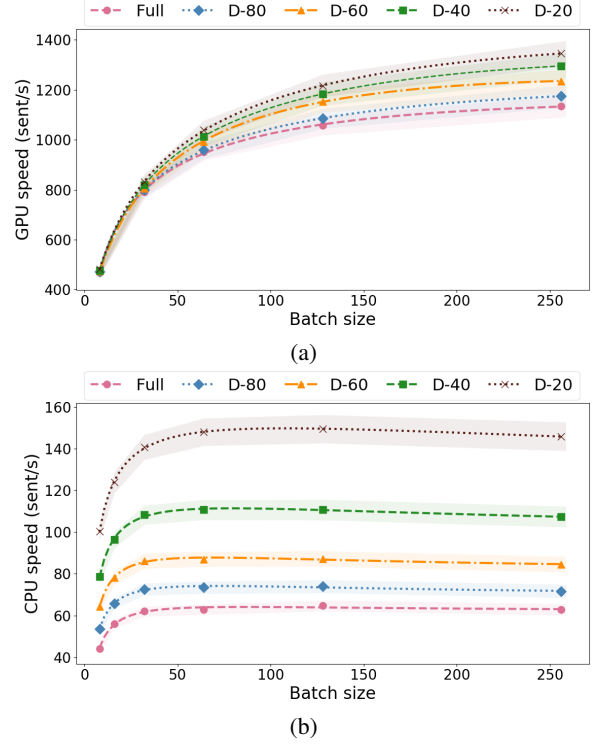 Full D-80 D-60 D-40 D-20
1400
1200
1000
800
600
400
GPU speed (sent/s)
0 50 100 150 200 250
Batch size
(a)
Full D-80 D-60 D-40 D-20
160
140
120
100
80
60
40
CPU speed (sent/s)
0 50 100 150 200 250
Batch size
(b)